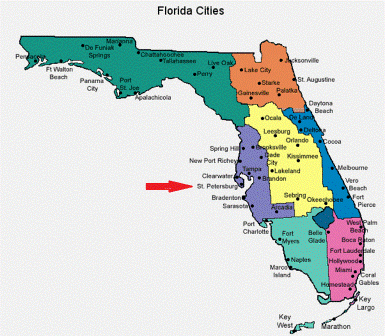 Florida Cities
Marianna
De Funiak
Springs
Chattahoochee
Tallahassee
Pensacola
Ft Walton
Beach
Panama
City
Port
St. Joe
Apalachicola
Live Oak
Perry
Jacksonville
Lake City
Starke
St. Augustine
Gainesville
Palatka
Daytona
Beach
Ocala
De Land
Leesburg
Deltona
Orlando
Cocoa
Spring Hill
Brooksville
Dade
City
Kissimmee
New Port Richey
Melbourne
Clearwater
Tampa
Lakeland
Brandon
St. Petersburg
Vero
Beach
Bradenton
Sebring
Fort
Pierce
Sarasota
Arcadia
Okeechobee
Port
Charlotte
Belle
Glade
West Palm
Beach
Fort
Myers
Boca Raton
Fort Lauderdale
Naples
Hollywood
Miami
Marco
Island
Coral
Gables
Homestead
Key
Largo
Key
West
Marathon